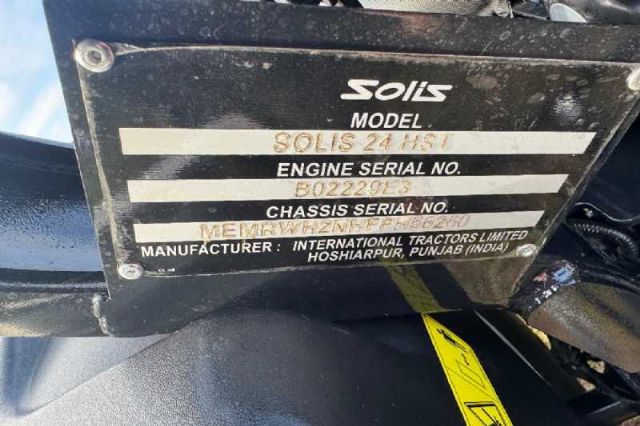 Solis
MODEL
SOLIS 24 HST
ENGINE SERIAL NO.
B02229E3
CHASSIS SERIAL NO.
MANUFACTURER : INTERNATIONAL TRACTORS LIMITED
HOSHIARPUR, PUNJAB (INDIA)